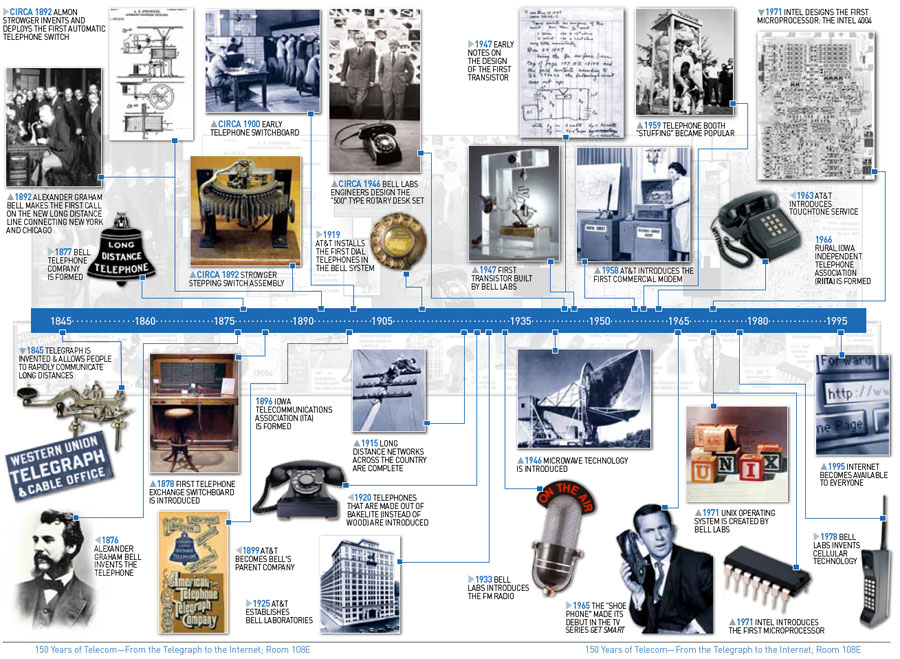 ▶CIRCA 1892 ALMON
STROWGER INVENTS AND
DEPLOYS THE FIRST AUTOMATIC
TELEPHONE SWITCH
▲1892 ALEXANDER GRAHAM
BELL MAKES THE FIRST CALL
ON THE NEW LONG DISTANCE
LINE CONNECTING NEW YORK
AND CHICAGO
▶1877 BELL
TELEPHONE
COMPANY
IS FORMED
LONG
DISTANCE
TELEPHONE
▲CIRCA 1900 EARLY
TELEPHONE SWITCHBOARD
▲CIRCA 1892 STROWGER
STEPPING SWITCH ASSEMBLY
▲CIRCA 1946 BELL LABS
ENGINEERS DESIGN THE
"500" TYPE ROTARY DESK SET
▶1919
AT&T INSTALLS
THE FIRST DIAL
TELEPHONES IN
THE BELL SYSTEM
▶1947 EARLY
NOTES ON
THE DESIGN
OF THE FIRST
TRANSISTOR
▲1947 FIRST
TRANSISTOR BUILT
BY BELL LABS
▲1959 TELEPHONE BOOTH
"STUFFING" BECAME POPULAR
▲1958 AT&T INTRODUCES THE
FIRST COMMERCIAL MODEM
▼1971 INTEL DESIGNS THE FIRST
MICROPROCESSOR: THE INTEL 4004
◀1963 AT&T
INTRODUCES
TOUCHTONE SERVICE
1966
RURAL IOWA
INDEPENDENT
TELEPHONE
ASSOCIATION
(RIITA) IS FORMED
1845 1860 1875 1890 1905 1935 1950 1965 1980 1995
▼1845 TELEGRAPH IS
INVENTED & ALLOWS PEOPLE
TO RAPIDLY COMMUNICATE
LONG DISTANCES
WESTERN UNION
TELEGRAPH
& CABLE OFFICE
◀1876
ALEXANDER
GRAHAM BELL
INVENTS THE
TELEPHONE
▲1878 FIRST TELEPHONE
EXCHANGE SWITCHBOARD
IS INTRODUCED
American
Telephone
Telegraph
Company
1896 IOWA
TELECOMMUNICATIONS
ASSOCIATION (ITA)
IS FORMED
▲1915 LONG
DISTANCE NETWORKS
ACROSS THE COUNTRY
ARE COMPLETE
◀1920 TELEPHONES
THAT ARE MADE OUT OF
BAKELITE (INSTEAD OF
WOOD) ARE INTRODUCED
◀1899 AT&T
BECOMES BELL'S
PARENT COMPANY
▶1925 AT&T
ESTABLISHES
BELL LABORATORIES
▲1946 MICROWAVE TECHNOLOGY
IS INTRODUCED
ON THE AIR
▶1933 BELL
LABS INTRODUCES
THE FM RADIO
▶1965 THE "SHOE
PHONE" MADE ITS
DEBUT IN THE TV
SERIES GET SMART
UNIX
▲1971 UNIX OPERATING
SYSTEM IS CREATED BY
BELL LABS
▲1971 INTEL INTRODUCES
THE FIRST MICROPROCESSOR
Forward
http://
▲1995 INTERNET
BECOMES AVAILABLE
TO EVERYONE
▶1978 BELL
LABS INVENTS
CELLULAR
TECHNOLOGY
150 Years of Telecom—From the Telegraph to the Internet; Room 108E
150 Years of Telecom—From the Telegraph to the Internet; Room 108E